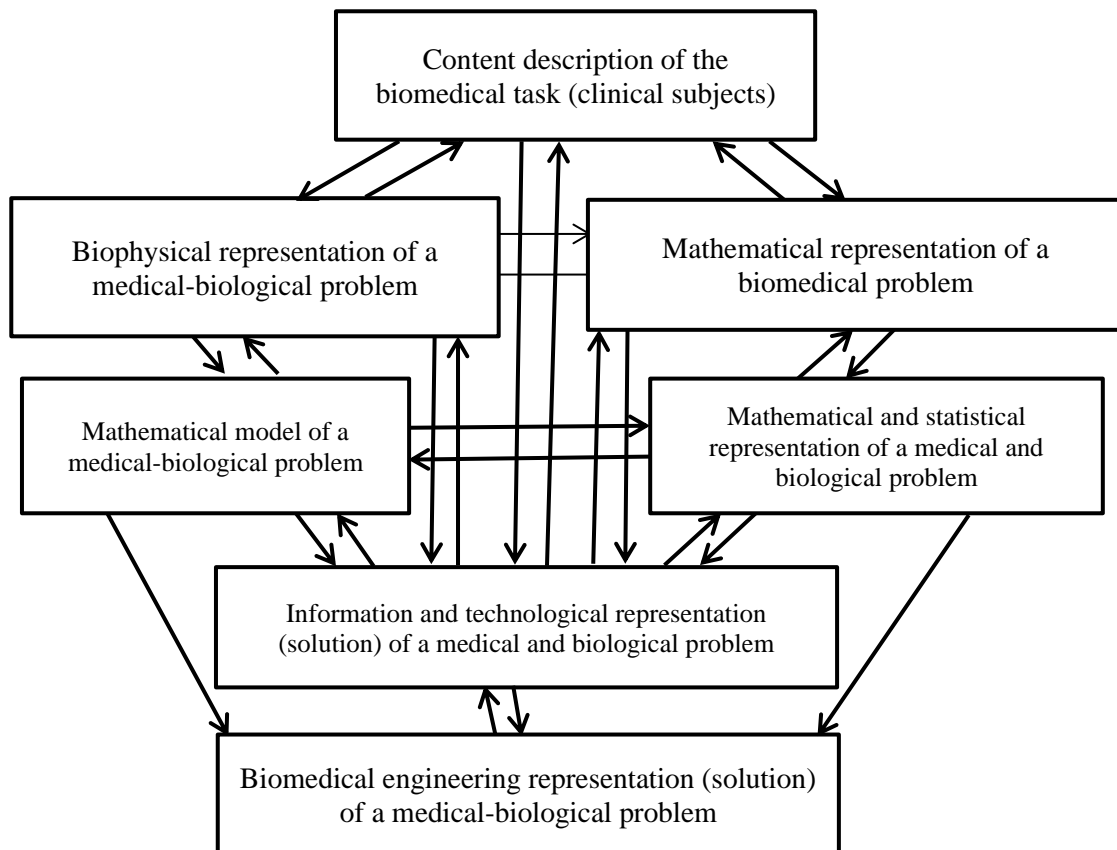 Content description of the
biomedical task (clinical subjects)
Biophysical representation of a
medical-biological problem
Mathematical representation of a
biomedical problem
Mathematical model of a
medical-biological problem
Mathematical and statistical
representation of a medical and
biological problem
Information and technological representation
(solution) of a medical and biological problem
Biomedical engineering representation (solution)
of a medical-biological problem